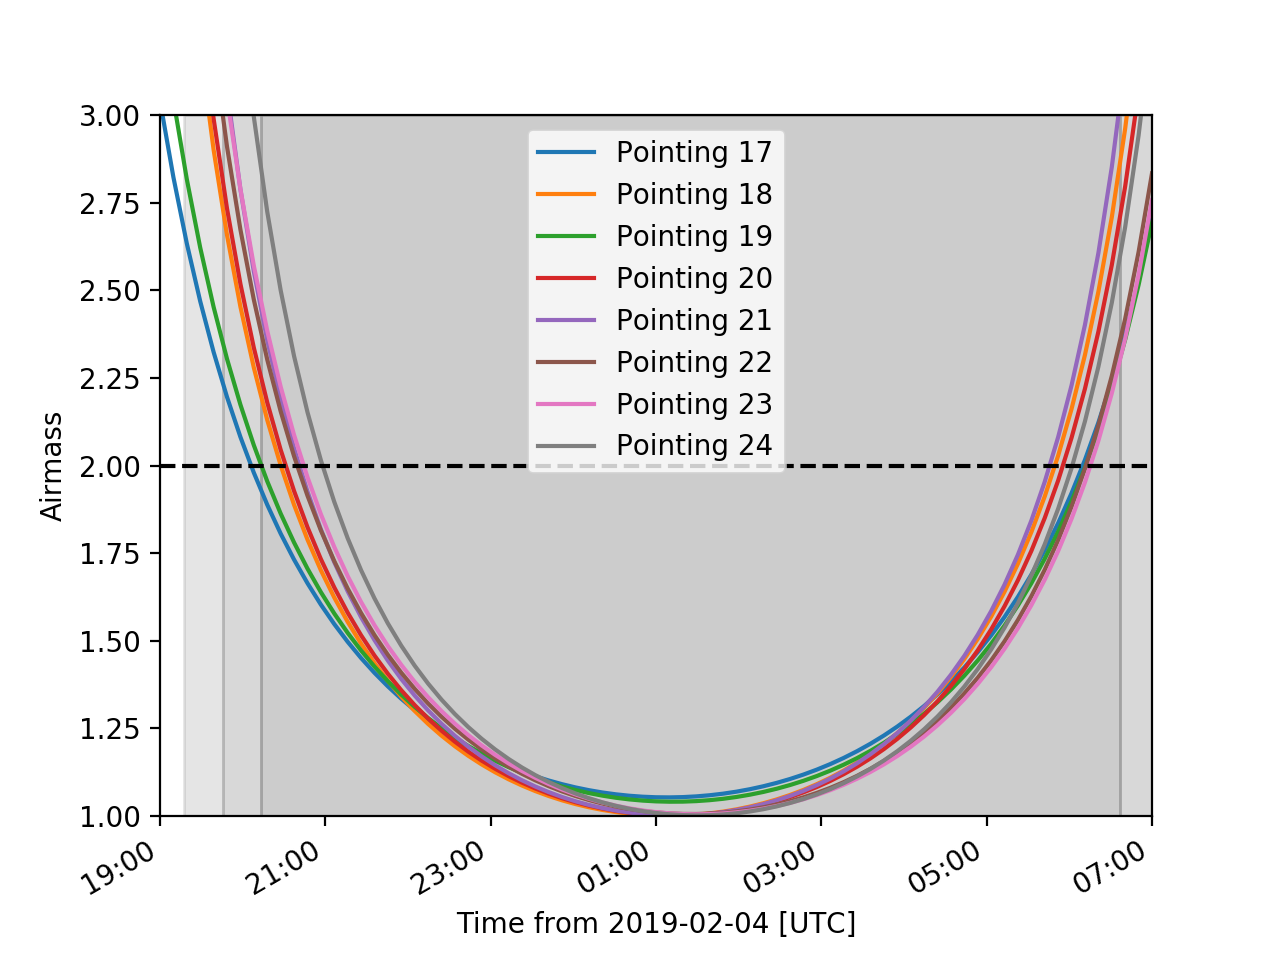 3.00
2.75
2.50
2.25
2.00
1.75
1.50
1.25
1.00
Airmass
Pointing 17
Pointing 18
Pointing 19
Pointing 20
Pointing 21
Pointing 22
Pointing 23
Pointing 24
19:00 21:00 23:00 01:00 03:00 05:00 07:00
Time from 2019-02-04 [UTC]